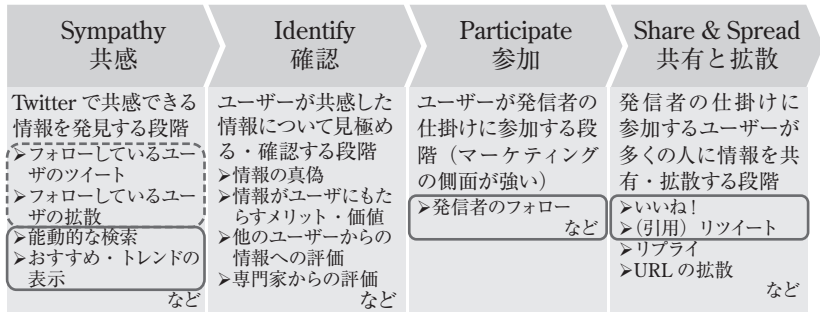 Sympathy
共感
Twitter で共感できる
情報を発見する段階
➢フォローしているユー
ザのツイート
➢フォローしているユー
ザの拡散
➢能動的な検索
➢おすすめ・トレンドの
表示
など
Identify
確認
ユーザーが共感した
情報について見極め
る・確認する段階
➢情報の真偽
➢情報がユーザにもた
らすメリット・価値
➢他のユーザーからの
情報への評価
➢専門家からの評価
など
Participate
参加
ユーザーが発信者の
仕掛けに参加する段
階（マーケティング
の側面が強い）
➢発信者のフォロー
など
Share & Spread
共有と拡散
発信者の仕掛けに
参加するユーザーが
多くの人に情報を共
有・拡散する段階
➢いいね！
➢(引用）リツイート
➢リプライ
➢URL の拡散
など